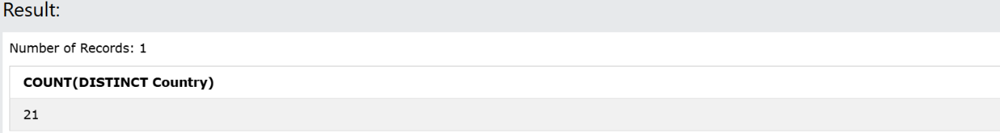 Result:
Number of Records: 1
COUNT(DISTINCT Country)
21